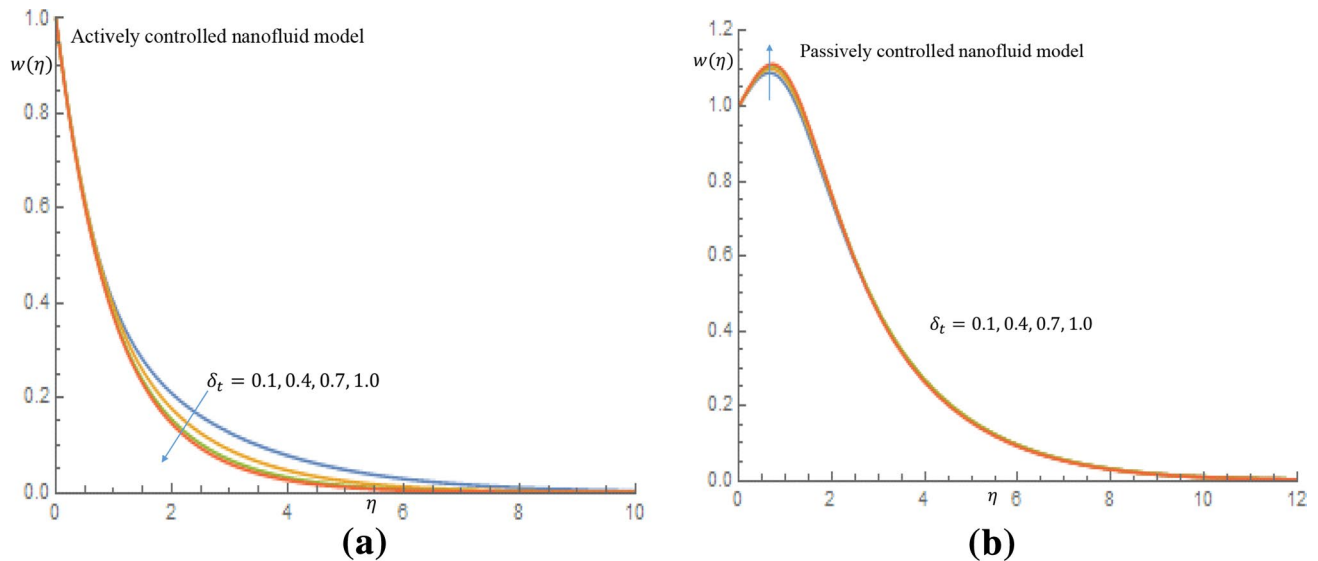 1.0
Actively controlled nanofluid model
w(η)
0.8
0.6
0.4
δₜ = 0.1, 0.4, 0.7, 1.0
0.2
0.0
0 2 4 η 6 8 10
(a)
1.2
Passively controlled nanofluid model
w(η)
1.0
0.8
0.6
0.4
δₜ = 0.1, 0.4, 0.7, 1.0
0.2
0.0
0 2 4 η 6 8 10 12
(b)